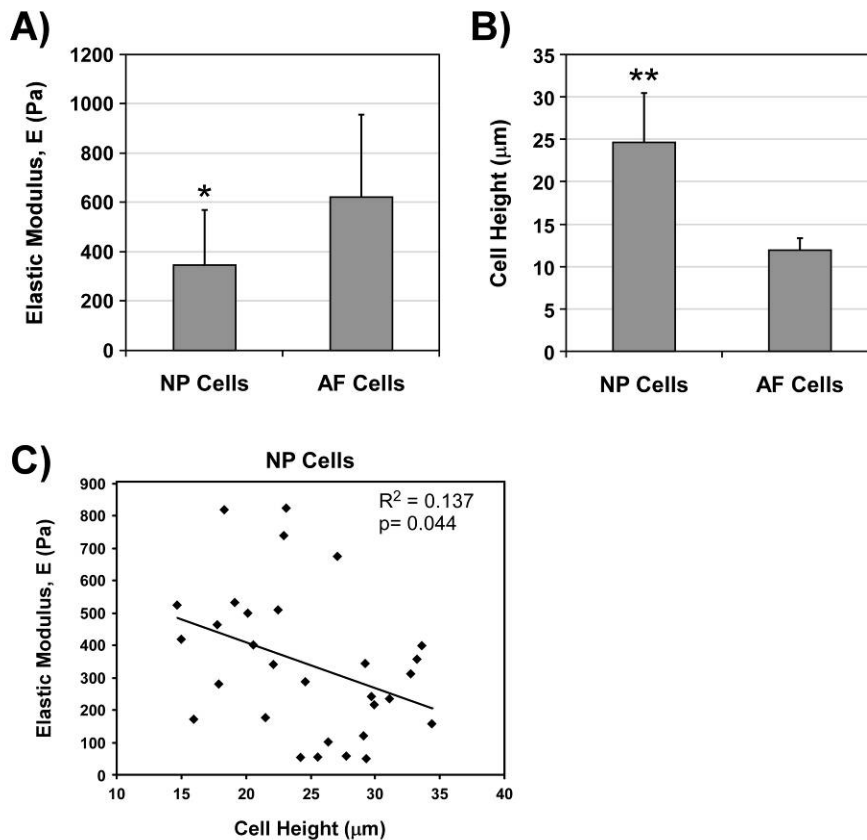 A)
Elastic Modulus, E (Pa)
1200
1000
800
600
400
200
0
*
NP Cells
AF Cells
B)
Cell Height (μm)
35
30
25
20
15
10
5
0
**
NP Cells
AF Cells
C)
NP Cells
Elastic Modulus, E (Pa)
900
800
700
600
500
400
300
200
100
0
R² = 0.137
p= 0.044
10
15
20
25
30
35
40
Cell Height (μm)